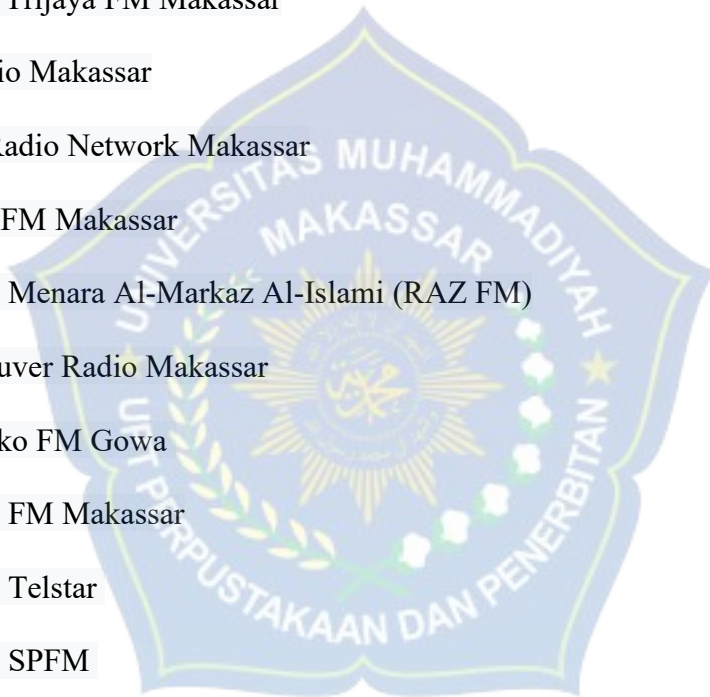 Trijaya FM Makassar
io Makassar
Radio Network Makassar
FM Makassar
Menara Al-Markaz Al-Islami (RAZ FM)
uver Radio Makassar
ko FM Gowa
FM Makassar
Telstar
SPFM
UNIVERSITAS MUHAMMADIYAH
MAKASSAR
UPT PERPUSTAKAAN DAN PENERBITAN